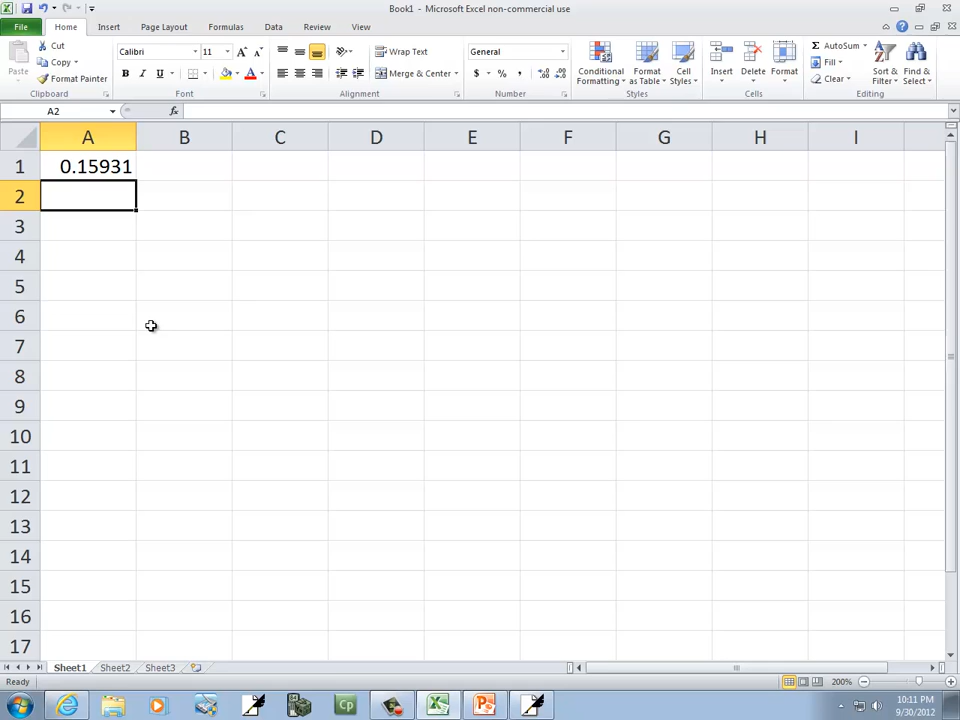 Book1 - Microsoft Excel non-commercial use
File Home Insert Page Layout Formulas Data Review View
Cut Calibri 11 Wrap Text General Σ AutoSum
Copy Fill
Paste Format Painter B I U A Merge & Center $ % , Conditional Formatting Format as Table Cell Styles Insert Delete Format Clear Sort & Filter Find & Select
Clipboard Font Alignment Number Styles Cells Editing
A2 fx
A B C D E F G H I
1 0.15931
2
3
4
5
6
7
8
9
10
11
12
13
14
15
16
17
Sheet1 Sheet2 Sheet3
Ready 200%
Cp 10:11 PM
9/30/2012